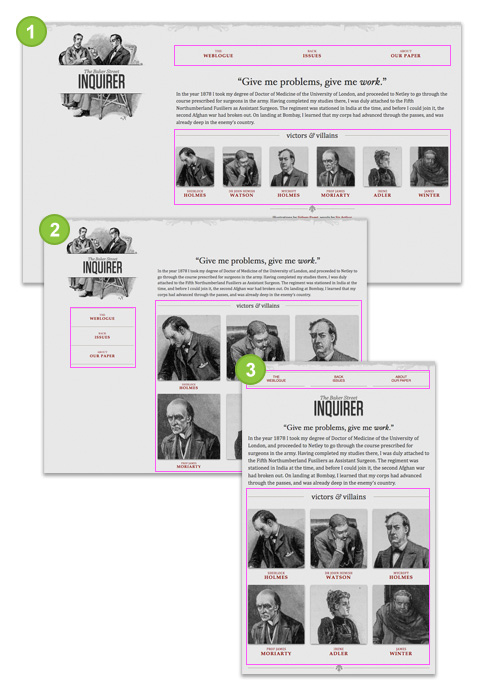 1
The Baker Street
INQUIRER
THE
WEBLOGUE
BACK
ISSUES
ABOUT
OUR PAPER
“Give me problems, give me work.”
In the year 1878 I took my degree of Doctor of Medicine of the University of London, and proceeded to Netley to go through the
course prescribed for surgeons in the army. Having completed my studies there, I was duly attached to the Fifth
Northumberland Fusiliers as Assistant Surgeon. The regiment was stationed in India at the time, and before I could join it, the
second Afghan war had broken out. On landing at Bombay, I learned that my corps had advanced through the passes, and was
already deep in the enemy’s country.
victors & villains
SHERLOCK
HOLMES
DR JOHN HAMISH
WATSON
MYCROFT
HOLMES
PROF JAMES
MORIARTY
IRENE
ADLER
JAMES
WINTER
2
The Baker Street
INQUIRER
THE
WEBLOGUE
BACK
ISSUES
ABOUT
OUR PAPER
“Give me problems, give me work.”
In the year 1878 I took my degree of Doctor of Medicine of the University of London, and proceeded to Netley to
go through the course prescribed for surgeons in the army. Having completed my studies there, I was duly
attached to the Fifth Northumberland Fusiliers as Assistant Surgeon. The regiment was stationed in India at the
time, and before I could join it, the second Afghan war had broken out. On landing at Bombay, I learned that my
corps had advanced through the passes, and was already deep in the enemy’s country.
victors & villains
SHERLOCK
HOLMES
PROF JAMES
MORIARTY
3
THE
WEBLOGUE
BACK
ISSUES
ABOUT
OUR PAPER
The Baker Street
INQUIRER
“Give me problems, give me work.”
In the year 1878 I took my degree of Doctor of Medicine of the University of
London, and proceeded to Netley to go through the course prescribed for
surgeons in the army. Having completed my studies there, I was duly attached to
the Fifth Northumberland Fusiliers as Assistant Surgeon. The regiment was
stationed in India at the time, and before I could join it, the second Afghan war
had broken out. On landing at Bombay, I learned that my corps had advanced
through the passes, and was already deep in the enemy’s country.
victors & villains
SHERLOCK
HOLMES
DR JOHN HAMISH
WATSON
MYCROFT
HOLMES
PROF JAMES
MORIARTY
IRENE
ADLER
JAMES
WINTER